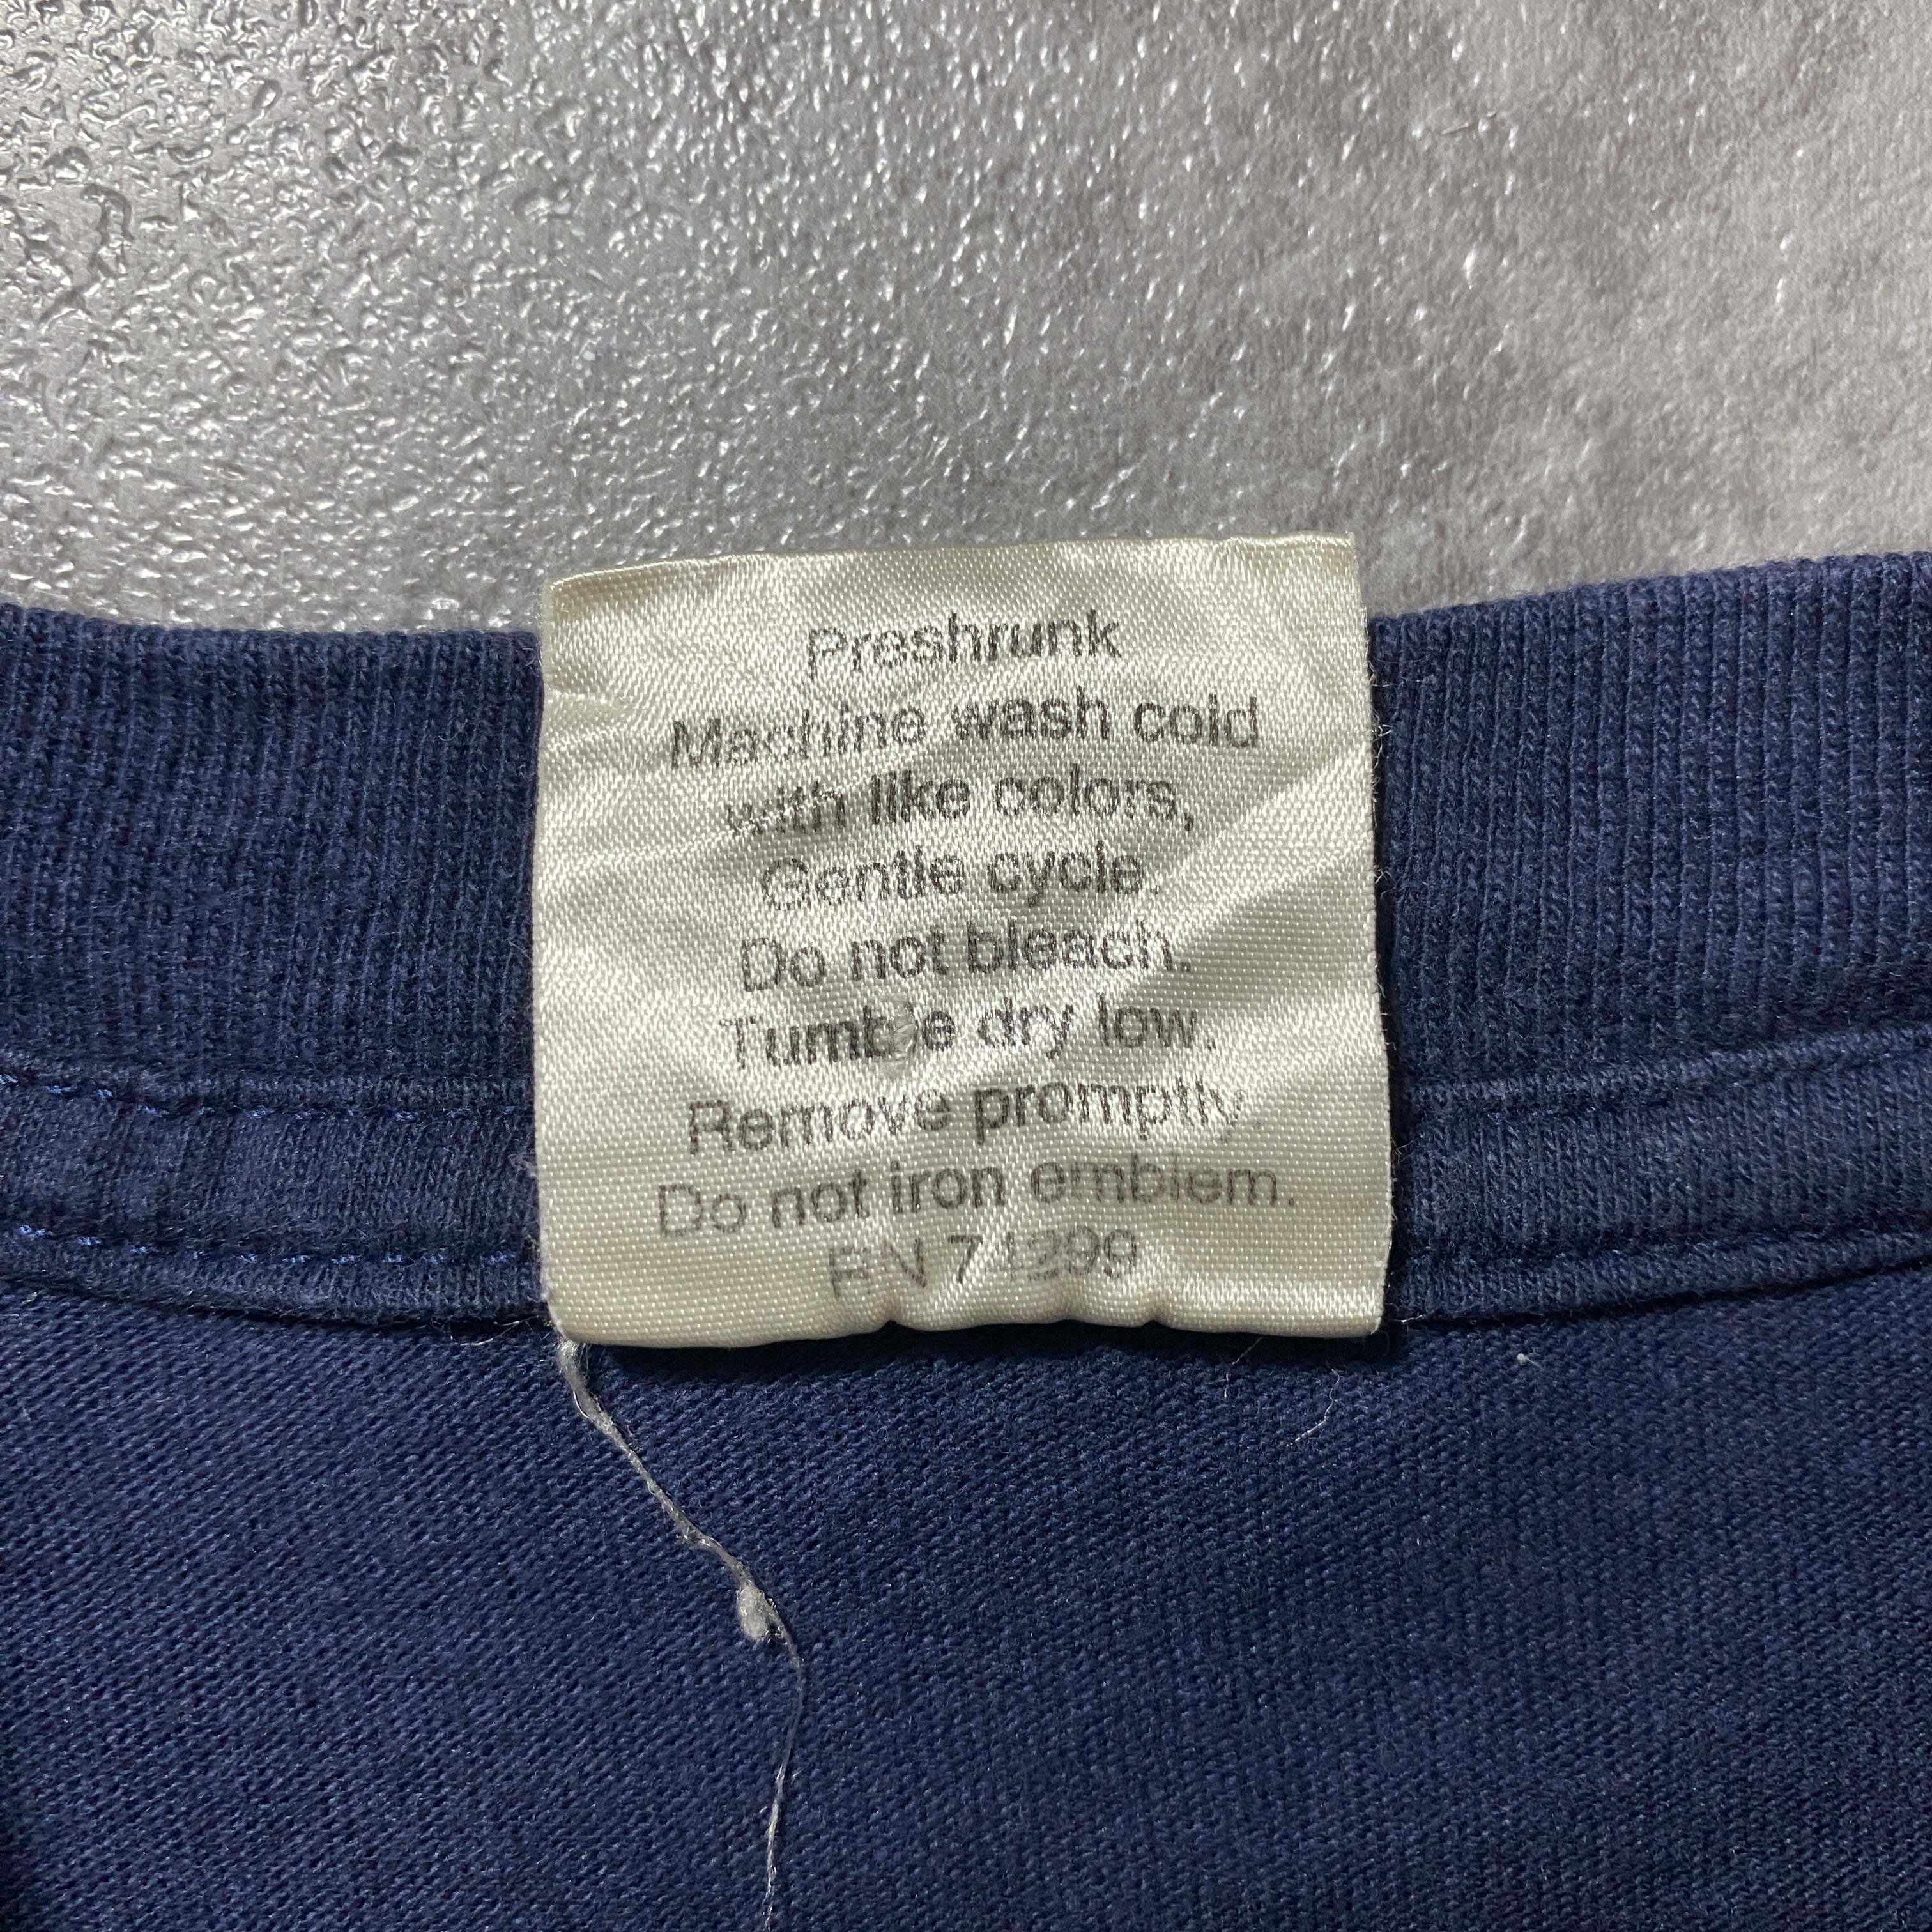 Preshrunk
Machine wash cold
with like colors,
Gentle cycle.
Do not bleach.
Tumble dry low.
Remove promptly.
Do not iron emblem.
RN 74299